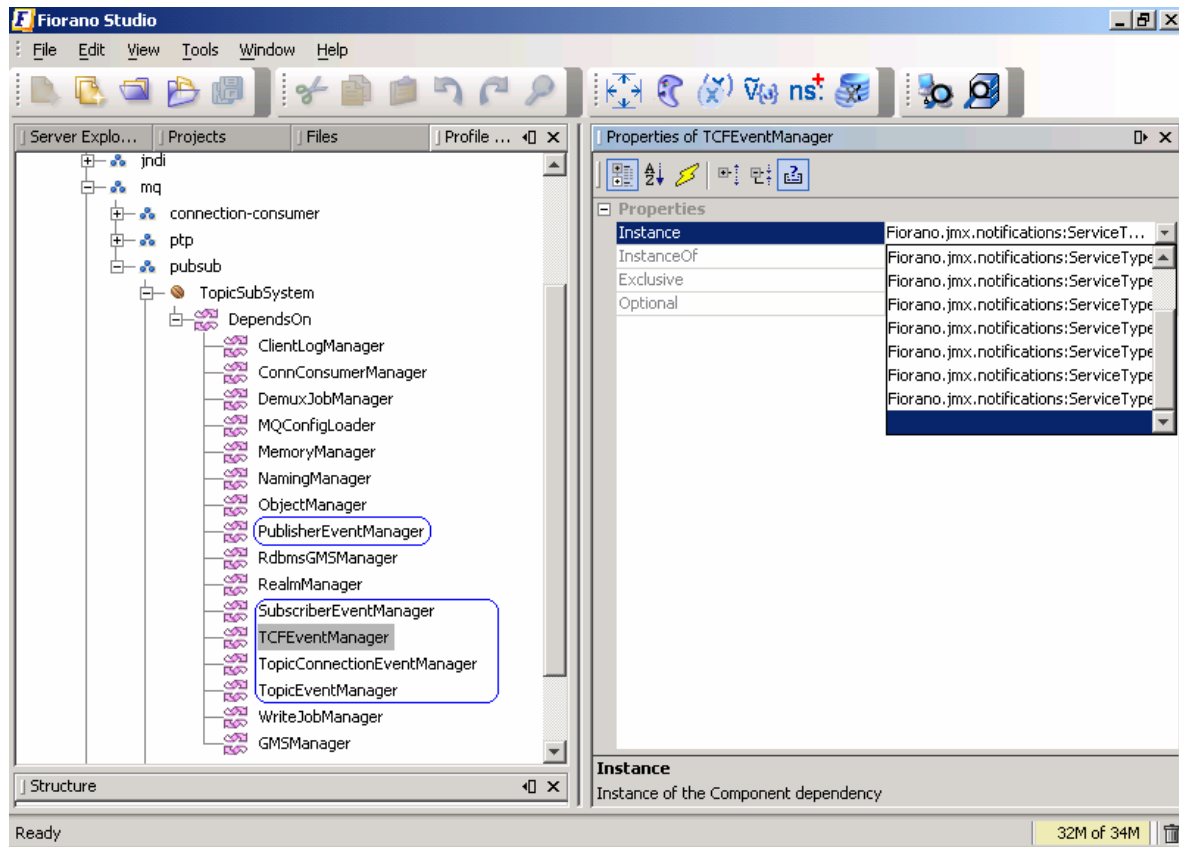 Fiorano Studio
File Edit View Tools Window Help
ns:
Server Explo... Projects Files Profile ...
jndi
mq
connection-consumer
ptp
pubsub
TopicSubSystem
DependsOn
ClientLogManager
ConnConsumerManager
DemuxJobManager
MQConfigLoader
MemoryManager
NamingManager
ObjectManager
PublisherEventManager
RdbmsGMSManager
RealmManager
SubscriberEventManager
TCFEventManager
TopicConnectionEventManager
TopicEventManager
WriteJobManager
GMSManager
Structure
Properties of TCFEventManager
Properties
Instance Fiorano.jmx.notifications:ServiceT...
InstanceOf Fiorano.jmx.notifications:ServiceType
Exclusive Fiorano.jmx.notifications:ServiceType
Optional Fiorano.jmx.notifications:ServiceType
Fiorano.jmx.notifications:ServiceType
Fiorano.jmx.notifications:ServiceType
Fiorano.jmx.notifications:ServiceType
Fiorano.jmx.notifications:ServiceType
Instance
Instance of the Component dependency
Ready 32M of 34M